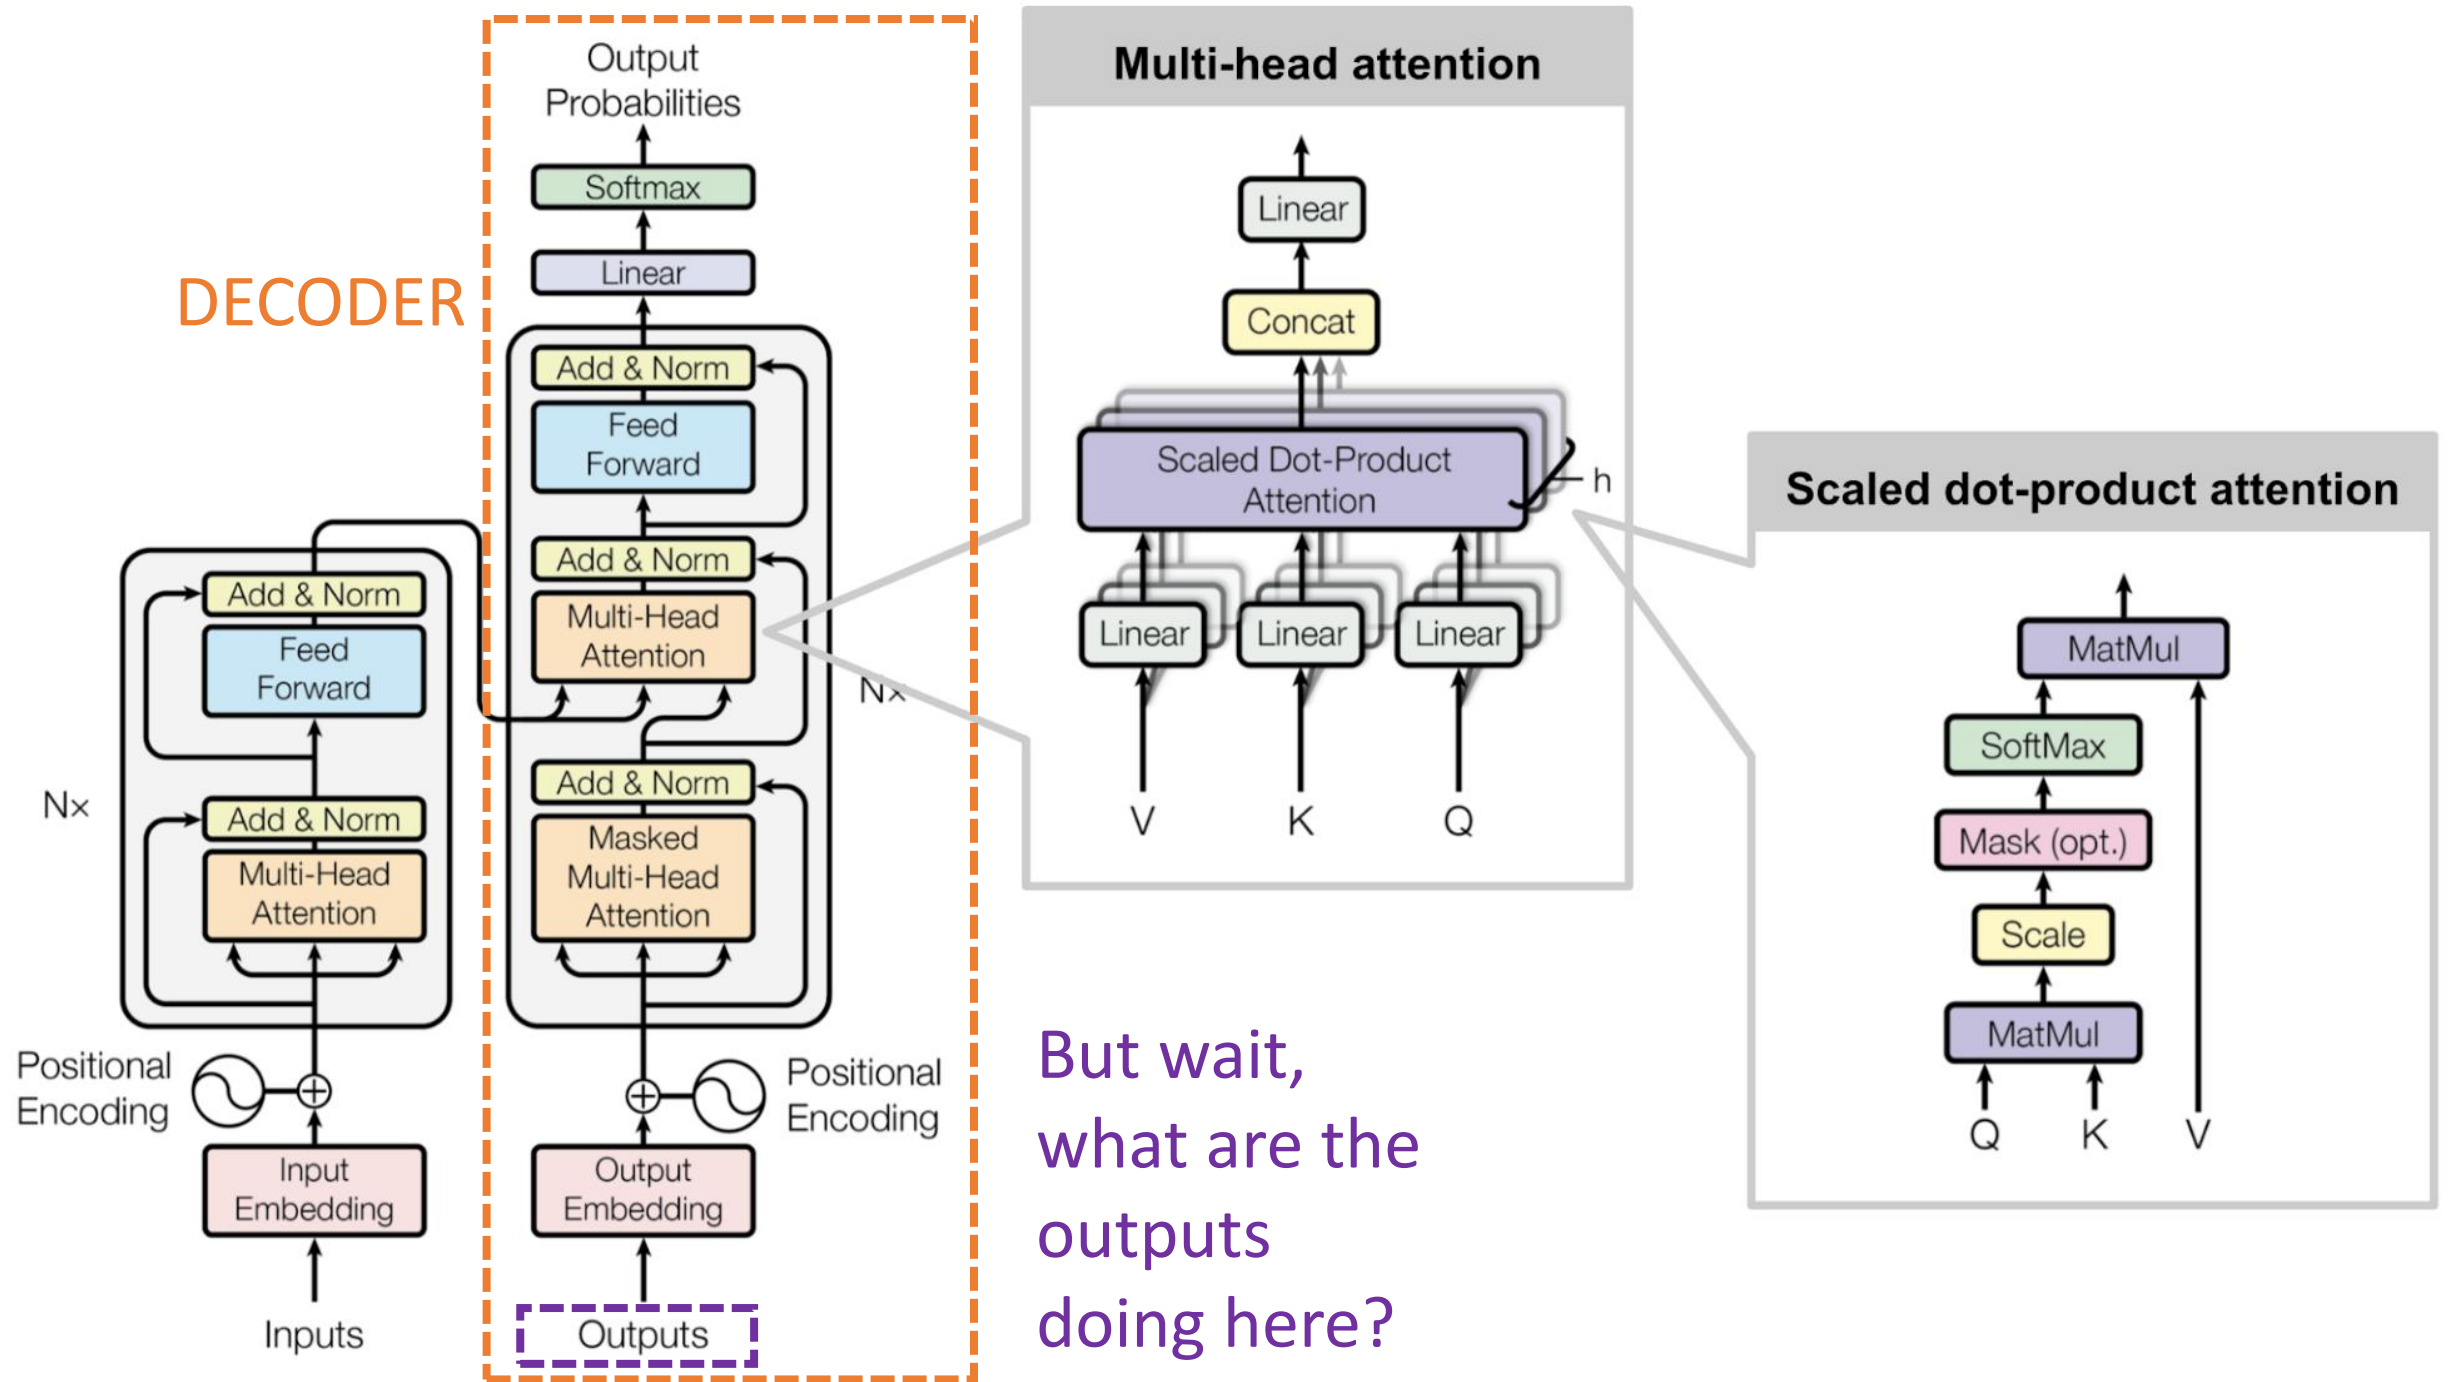 DECODER
Output
Probabilities
Softmax
Linear
Add & Norm
Feed
Forward
Add & Norm
Multi-Head
Attention
Nx
Add & Norm
Masked
Multi-Head
Attention
Positional
Encoding
Output
Embedding
Outputs
Add & Norm
Feed
Forward
Nx
Add & Norm
Multi-Head
Attention
Positional
Encoding
Input
Embedding
Inputs
Multi-head attention
Linear
Concat
Scaled Dot-Product
Attention
h
Linear
Linear
Linear
V
K
Q
Scaled dot-product attention
MatMul
SoftMax
Mask (opt.)
Scale
MatMul
Q
K
V
But wait,
what are the
outputs
doing here?